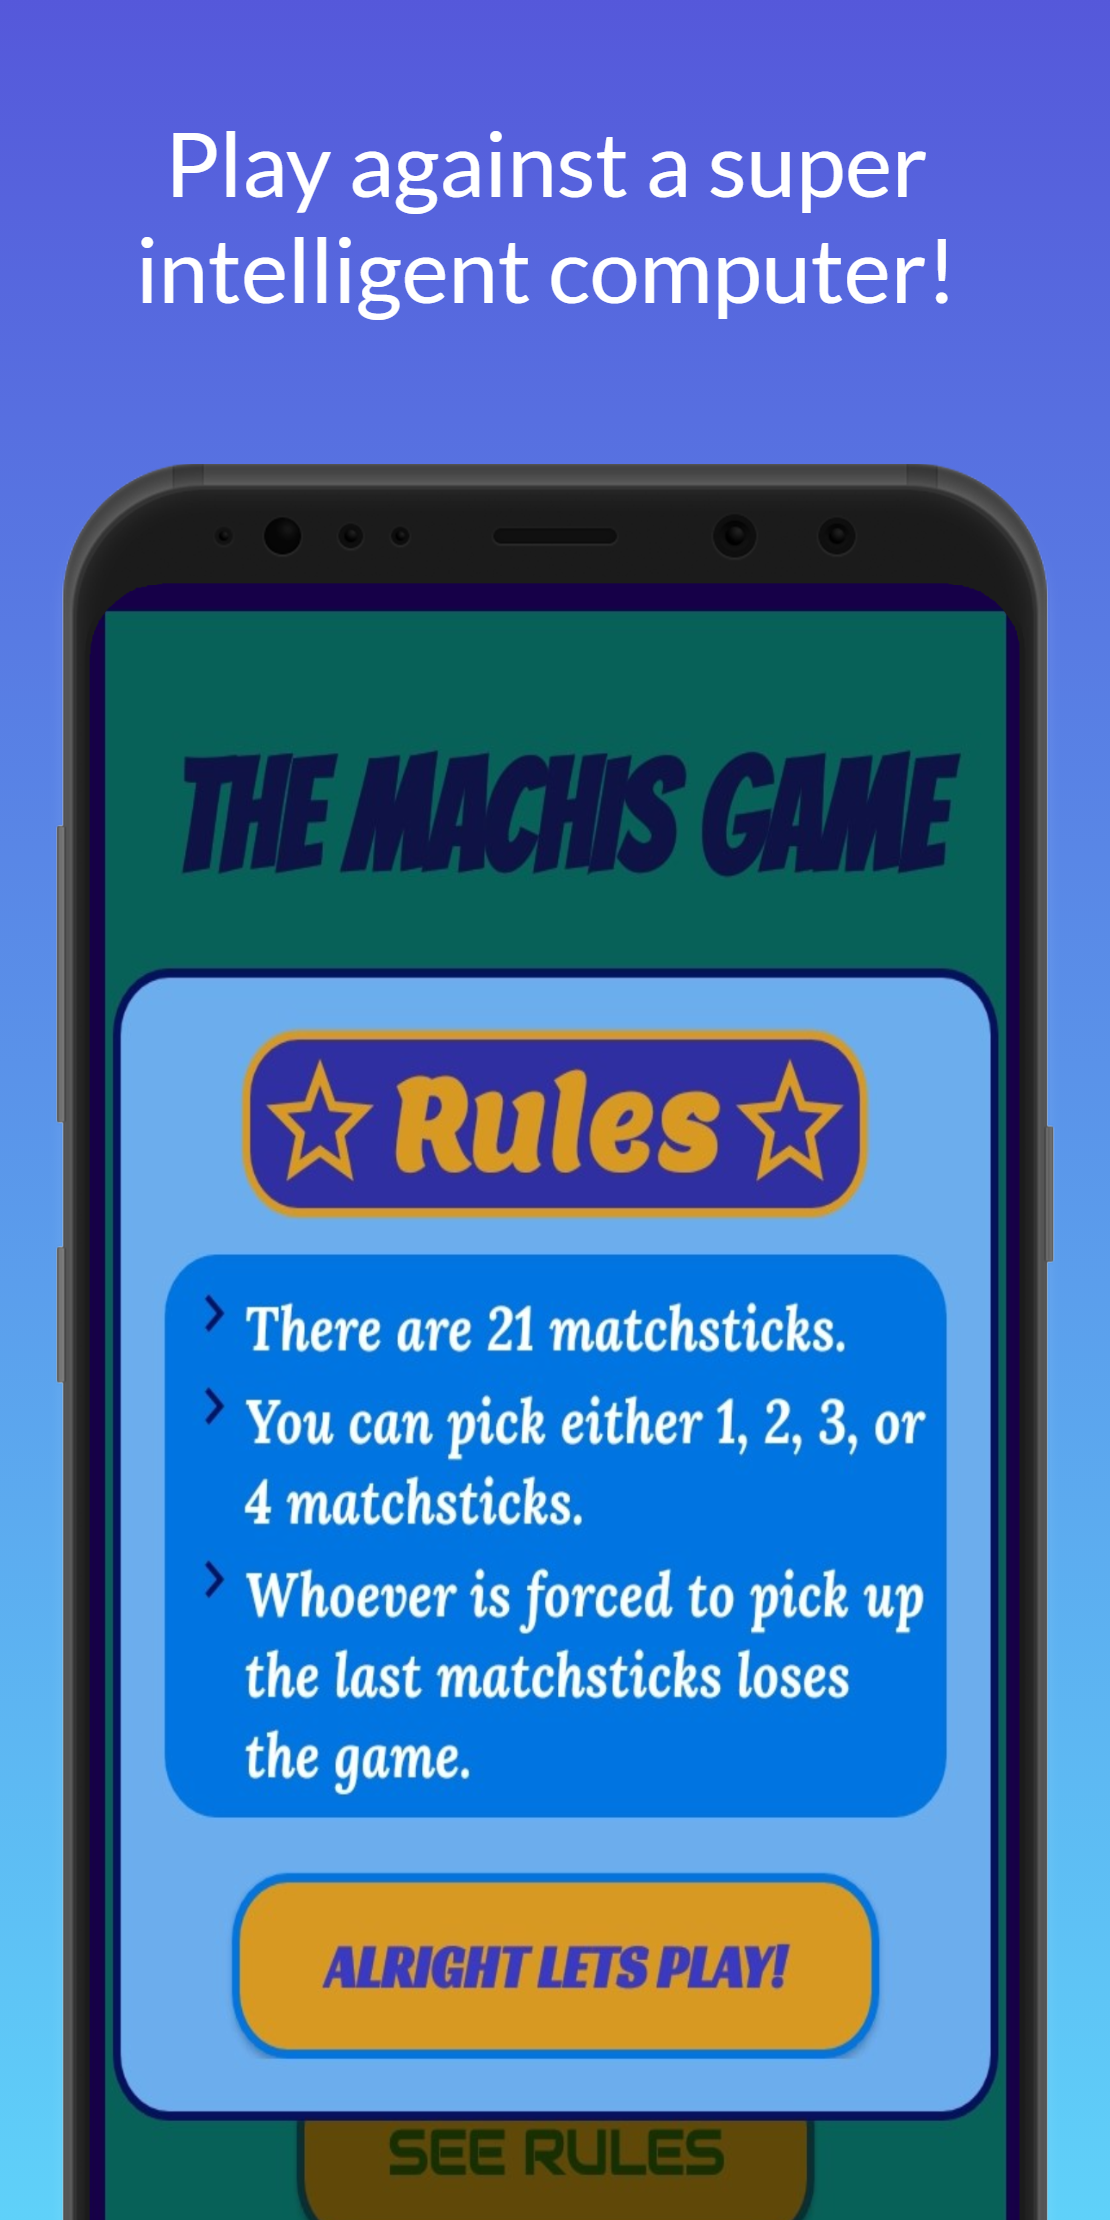 Play against a super
intelligent computer!
THE MACHIS GAME
Rules
There are 21 matchsticks.
You can pick either 1, 2, 3, or
4 matchsticks.
Whoever is forced to pick up
the last matchsticks loses
the game.
ALRIGHT LETS PLAY!
SEE RULES